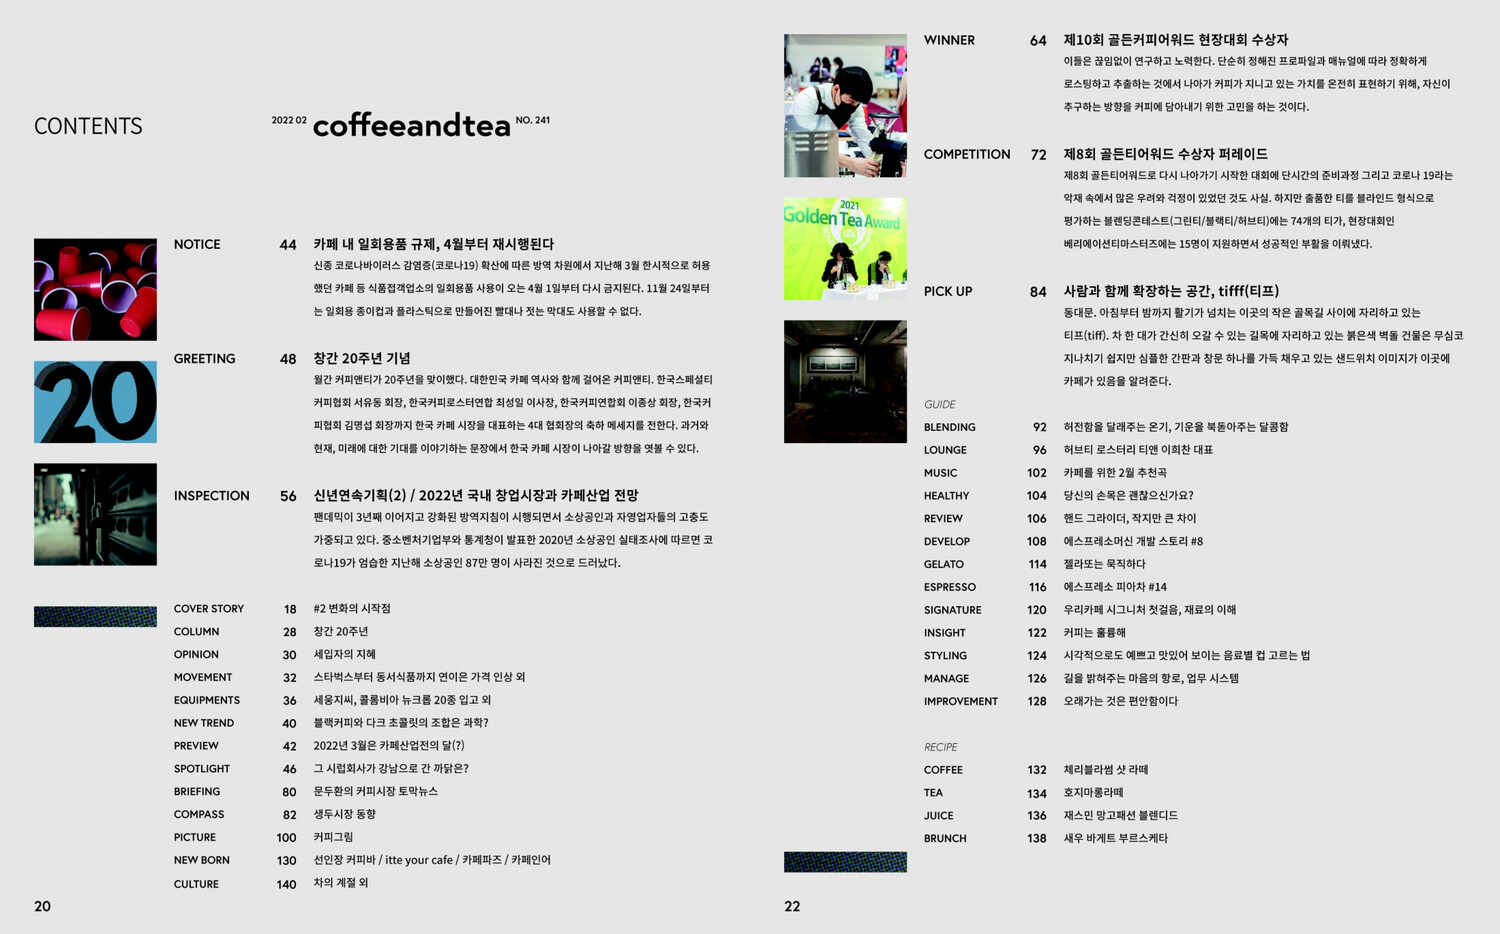 CONTENTS
2022 02 coffeeandtea NO. 241
NOTICE 44 카페 내 일회용품 규제, 4월부터 재시행된다
신종 코로나바이러스 감염증(코로나19) 확산에 따른 방역 차원에서 지난해 3월 한시적으로 허용
했던 카페 등 식품접객업소의 일회용품 사용이 오는 4월 1일부터 다시 금지된다. 11월 24일부터
는 일회용 종이컵과 플라스틱으로 만들어진 빨대나 젓는 막대도 사용할 수 없다.
20
GREETING 48 창간 20주년 기념
월간 커피앤티가 20주년을 맞이했다. 대한민국 카페 역사와 함께 걸어온 커피앤티. 한국스페셜티
커피협회 서유동 회장, 한국커피로스터연합 최성일 이사장, 한국커피연합회 이종상 회장, 한국커
피협회 김명섭 회장까지 한국 카페 시장을 대표하는 4대 협회장의 축하 메세지를 전한다. 과거와
현재, 미래에 대한 기대를 이야기하는 문장에서 한국 카페 시장이 나아갈 방향을 엿볼 수 있다.
INSPECTION 56 신년연속기획(2) / 2022년 국내 창업시장과 카페산업 전망
팬데믹이 3년째 이어지고 강화된 방역지침이 시행되면서 소상공인과 자영업자들의 고충도
가중되고 있다. 중소벤처기업부와 통계청이 발표한 2020년 소상공인 실태조사에 따르면 코
로나19가 엄습한 지난해 소상공인 87만 명이 사라진 것으로 드러났다.
COVER STORY 18 #2 변화의 시작점
COLUMN 28 창간 20주년
OPINION 30 세입자의 지혜
MOVEMENT 32 스타벅스부터 동서식품까지 연이은 가격 인상 외
EQUIPMENTS 36 세웅지씨, 콜롬비아 뉴크롭 20종 입고 외
NEW TREND 40 블랙커피와 다크 초콜릿의 조합은 과학?
PREVIEW 42 2022년 3월은 카페산업전의 달(?)
SPOTLIGHT 46 그 시럽회사가 강남으로 간 까닭은?
BRIEFING 80 문두환의 커피시장 토막뉴스
COMPASS 82 생두시장 동향
PICTURE 100 커피그림
NEW BORN 130 선인장 커피바 / itte your cafe / 카페파즈 / 카페인어
CULTURE 140 차의 계절 외
20
WINNER 64 제10회 골든커피어워드 현장대회 수상자
이들은 끊임없이 연구하고 노력한다. 단순히 정해진 프로파일과 매뉴얼에 따라 정확하게
로스팅하고 추출하는 것에서 나아가 커피가 지니고 있는 가치를 온전히 표현하기 위해, 자신이
추구하는 방향을 커피에 담아내기 위한 고민을 하는 것이다.
COMPETITION 72 제8회 골든티어워드 수상자 퍼레이드
제8회 골든티어워드로 다시 나아가기 시작한 대회에 단시간의 준비과정 그리고 코로나 19라는
악재 속에서 많은 우려와 걱정이 있었던 것도 사실. 하지만 출품한 티를 블라인드 형식으로
평가하는 블렌딩콘테스트(그린티/블랙티/허브티)에는 74개의 티가, 현장대회인
베리에이션티마스터즈에는 15명이 지원하면서 성공적인 부활을 이뤄냈다.
2021
Golden Tea Award
PICK UP 84 사람과 함께 확장하는 공간, tifff(티프)
동대문. 아침부터 밤까지 활기가 넘치는 이곳의 작은 골목길 사이에 자리하고 있는
티프(tiff). 차 한 대가 간신히 오갈 수 있는 길목에 자리하고 있는 붉은색 벽돌 건물은 무심코
지나치기 쉽지만 심플한 간판과 창문 하나를 가득 채우고 있는 샌드위치 이미지가 이곳에
카페가 있음을 알려준다.
GUIDE
BLENDING 92 허전함을 달래주는 온기, 기운을 북돋아주는 달콤함
LOUNGE 96 허브티 로스터리 티앤 이희찬 대표
MUSIC 102 카페를 위한 2월 추천곡
HEALTHY 104 당신의 손목은 괜찮으신가요?
REVIEW 106 핸드 그라이더, 작지만 큰 차이
DEVELOP 108 에스프레소머신 개발 스토리 #8
GELATO 114 젤라또는 묵직하다
ESPRESSO 116 에스프레소 피아차 #14
SIGNATURE 120 우리카페 시그니처 첫걸음, 재료의 이해
INSIGHT 122 커피는 훌륭해
STYLING 124 시각적으로도 예쁘고 맛있어 보이는 음료별 컵 고르는 법
MANAGE 126 길을 밝혀주는 마음의 항로, 업무 시스템
IMPROVEMENT 128 오래가는 것은 편안함이다
RECIPE
COFFEE 132 체리블라썸 샷 라떼
TEA 134 호지마롱라떼
JUICE 136 재스민 망고패션 블렌디드
BRUNCH 138 새우 바게트 부르스케타
22